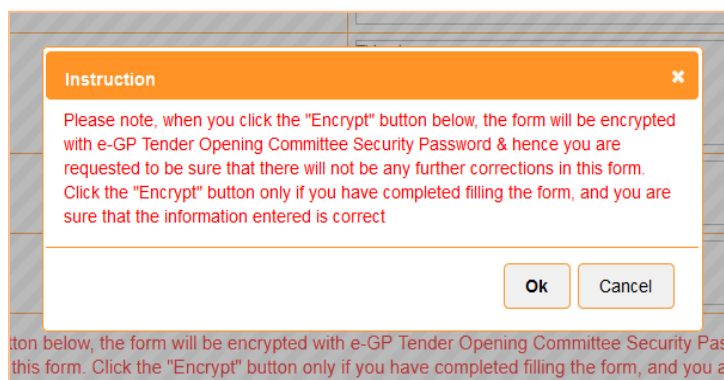 Instruction
Please note, when you click the "Encrypt" button below, the form will be encrypted
with e-GP Tender Opening Committee Security Password & hence you are
requested to be sure that there will not be any further corrections in this form.
Click the "Encrypt" button only if you have completed filling the form, and you are
sure that the information entered is correct
Ok Cancel
below, the form will be encrypted with e-GP Tender Opening Committee Security
this form. Click the "Encrypt" button only if you have completed filling the form, and you